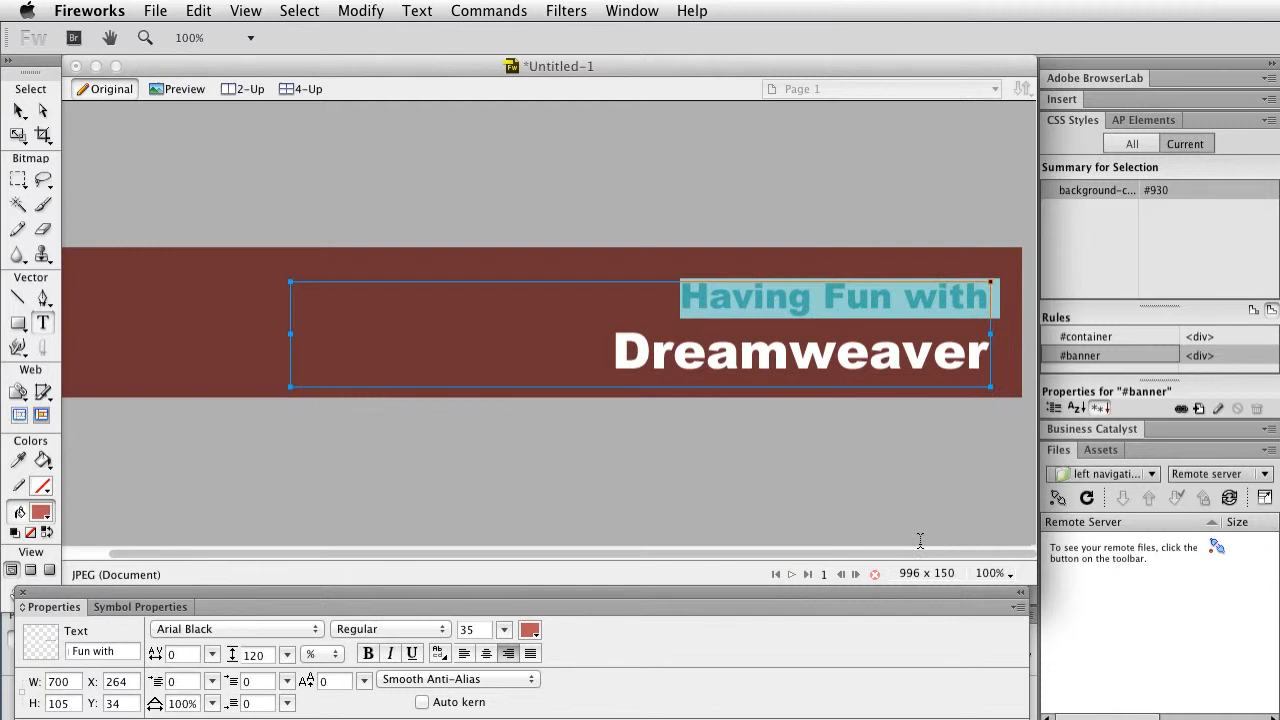 Fireworks File Edit View Select Modify Text Commands Filters Window Help
Fw Br 100%
*Untitled-1
Original Preview 2-Up 4-Up Page 1
Select
Bitmap
Vector
Web
Colors
View
Having Fun with
Dreamweaver
JPEG (Document) 1 996 x 150 100%
Properties Symbol Properties
Text Arial Black Regular 35
Fun with 0 120 % B I U
W: 700 X: 264 0 0 0 Smooth Anti-Alias
H: 105 Y: 34 100% 0 Auto kern
Adobe BrowserLab
Insert
CSS Styles AP Elements
All Current
Summary for Selection
background-c... #930
Rules
#container <div>
#banner <div>
Properties for "#banner"
Business Catalyst
Files Assets
left navigati... Remote server
Remote Server Size
To see your remote files, click the
button on the toolbar.